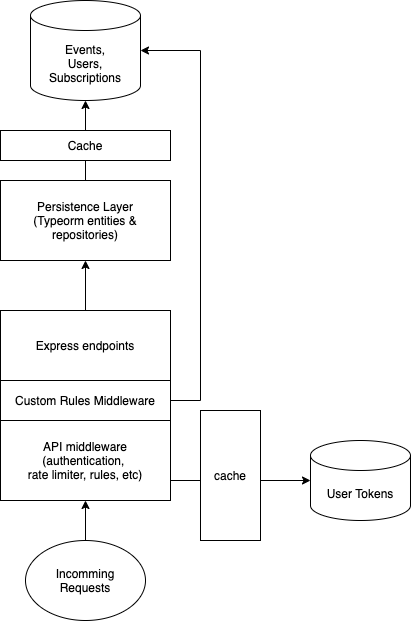 Events,
Users,
Subscriptions
Cache
Persistence Layer
(Typeorm entities &
repositories)
Express endpoints
Custom Rules Middleware
API middleware
(authentication,
rate limiter, rules, etc)
cache
User Tokens
Incomming
Requests